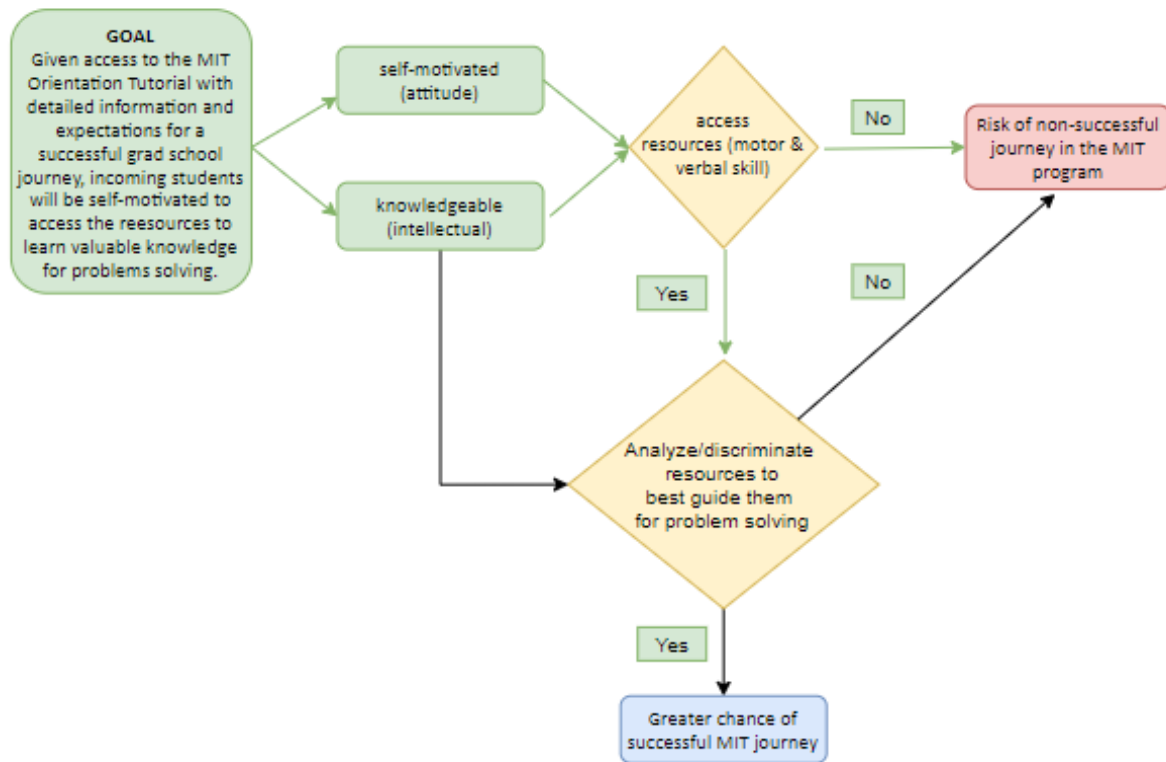 GOAL
Given access to the MIT
Orientation Tutorial with
detailed information and
expectations for a
successful grad school
journey, incoming students
will be self-motivated to
access the reesources to
learn valuable knowledge
for problems solving.
self-motivated
(attitude)
knowledgeable
(intellectual)
access
resources (motor &
verbal skill)
No
Risk of non-successful
journey in the MIT
program
Yes
No
Analyze/discriminate
resources to
best guide them
for problem solving
Yes
Greater chance of
successful MIT journey